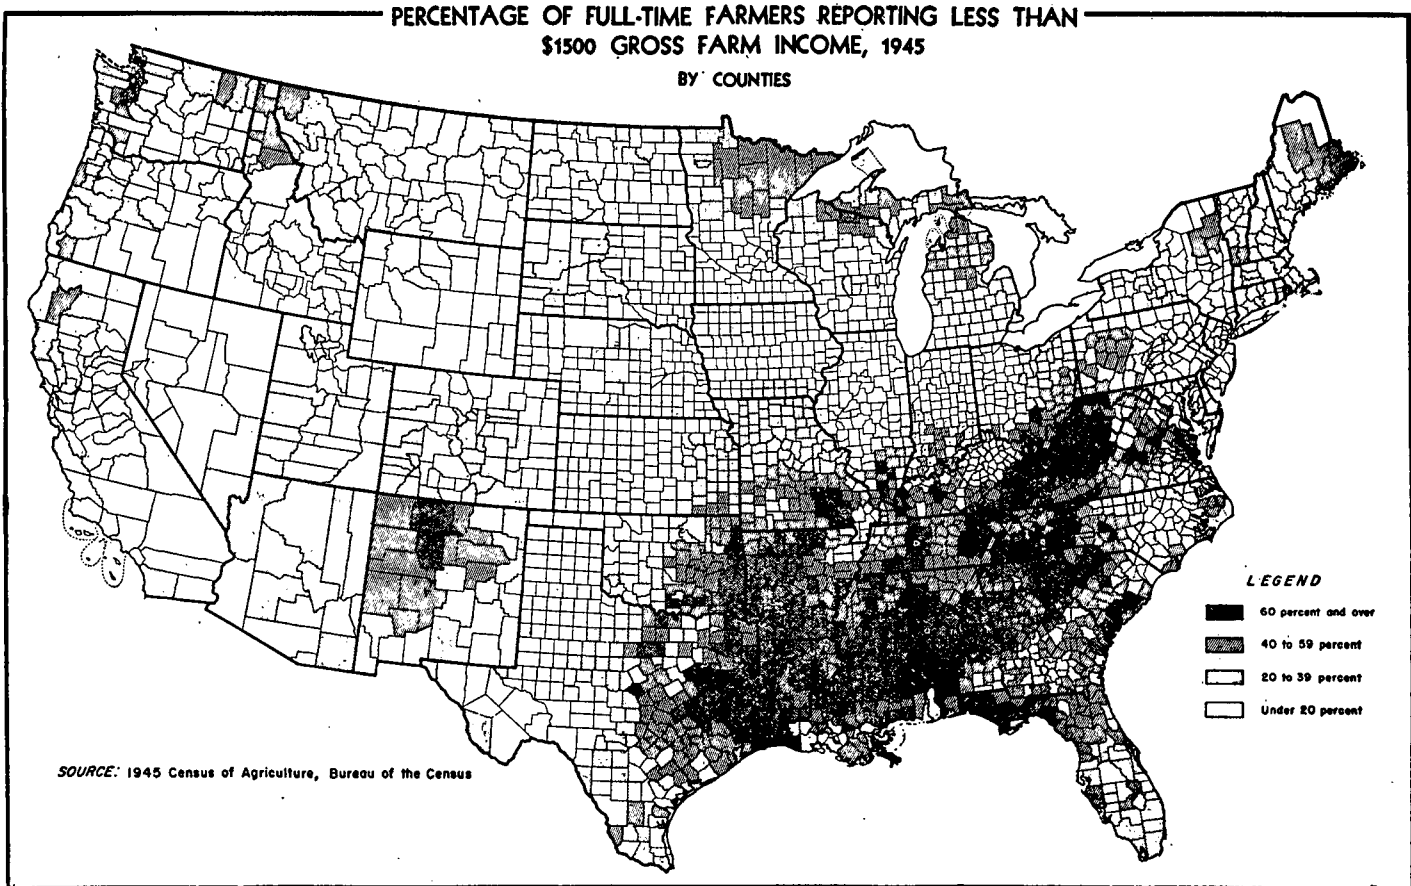 PERCENTAGE OF FULL-TIME FARMERS REPORTING LESS THAN
$1500 GROSS FARM INCOME, 1945
BY COUNTIES
LEGEND
60 percent and over
40 to 59 percent
20 to 39 percent
Under 20 percent
SOURCE: 1945 Census of Agriculture, Bureau of the Census